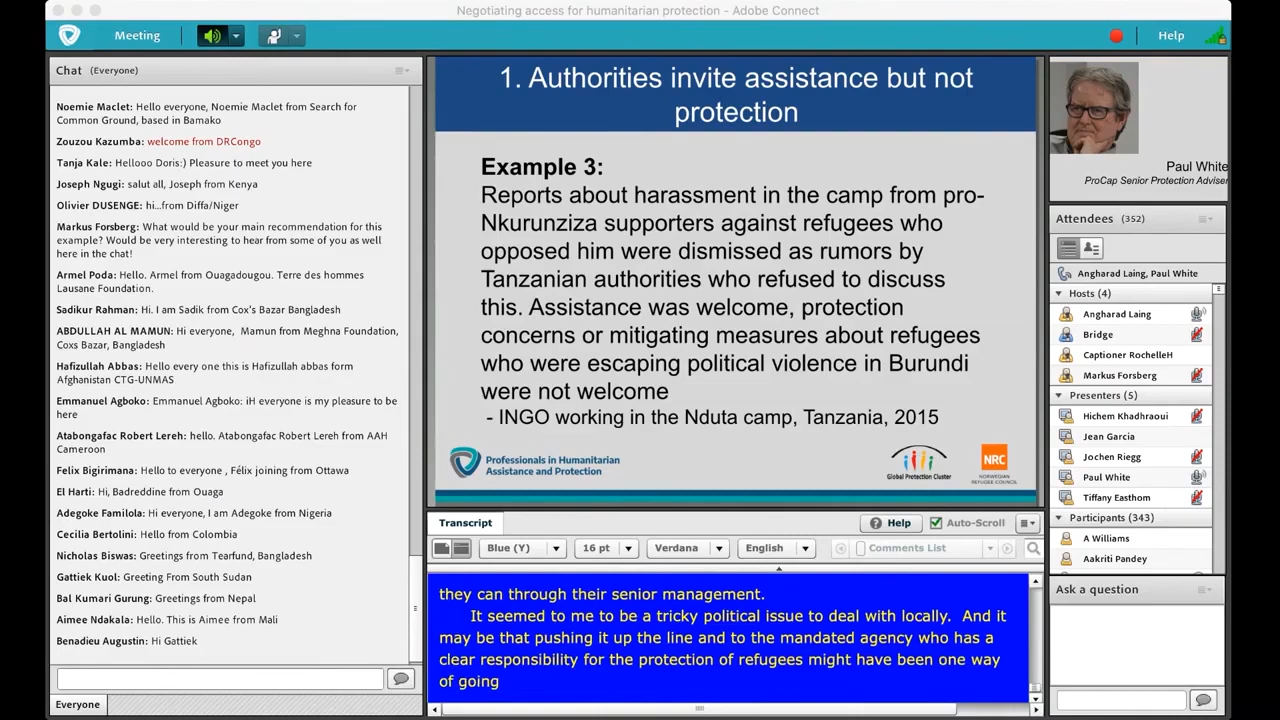 Negotiating access for humanitarian protection - Adobe Connect
Meeting
Help
Chat (Everyone)
Noemie Maclet: Hello everyone, Noemie Maclet from Search for
Common Ground, based in Bamako
Zouzou Kazumba: welcome from DRCongo
Tanja Kale: Hellooo Doris:) Pleasure to meet you here
Joseph Ngugi: salut all, Joseph from Kenya
Olivier DUSENGE: hi...from Diffa/Niger
Markus Forsberg: What would be your main recommendation for this
example? Would be very interesting to hear from some of you as well
here in the chat!
Armel Poda: Hello. Armel from Ouagadougou. Terre des hommes
Lausane Foundation.
Sadikur Rahman: Hi. I am Sadik from Cox's Bazar Bangladesh
ABDULLAH AL MAMUN: Hi everyone, Mamun from Meghna Foundation,
Coxs Bazar, Bangladesh
Hafizullah Abbas: Hello every one this is Hafizullah abbas form
Afghanistan CTG-UNMAS
Emmanuel Agboko: Emmanuel Agboko: iH everyone is my pleasure to be
here
Atabongafac Robert Lereh: hello. Atabongafac Robert Lereh from AAH
Cameroon
Felix Bigirimana: Hello to everyone , Félix joining from Ottawa
El Harti: Hi, Badreddine from Ouaga
Adegoke Familola: Hi everyone, I am Adegoke from Nigeria
Cecilia Bertolini: Hello from Colombia
Nicholas Biswas: Greetings from Tearfund, Bangladesh
Gattiek Kuol: Greeting From South Sudan
Bal Kumari Gurung: Greetings from Nepal
Aimee Ndakala: Hello. This is Aimee from Mali
Benadieu Augustin: Hi Gattiek
Everyone
1. Authorities invite assistance but not
protection
Example 3:
Reports about harassment in the camp from pro-
Nkurunziza supporters against refugees who
opposed him were dismissed as rumors by
Tanzanian authorities who refused to discuss
this. Assistance was welcome, protection
concerns or mitigating measures about refugees
who were escaping political violence in Burundi
were not welcome
- INGO working in the Nduta camp, Tanzania, 2015
Professionals in Humanitarian
Assistance and Protection
Global Protection Cluster
NRC
NORWEGIAN
REFUGEE COUNCIL
Transcript
Help
Auto-Scroll
Blue (Y)
16 pt
Verdana
English
Comments List
they can through their senior management.
It seemed to me to be a tricky political issue to deal with locally. And it
may be that pushing it up the line and to the mandated agency who has a
clear responsibility for the protection of refugees might have been one way
of going
Paul White
ProCap Senior Protection Adviser
Attendees (352)
Angharad Laing, Paul White
Hosts (4)
Angharad Laing
Bridge
Captioner RochelleH
Markus Forsberg
Presenters (5)
Hichem Khadhraoui
Jean Garcia
Jochen Riegg
Paul White
Tiffany Easthom
Participants (343)
A Williams
Aakriti Pandey
Ask a question